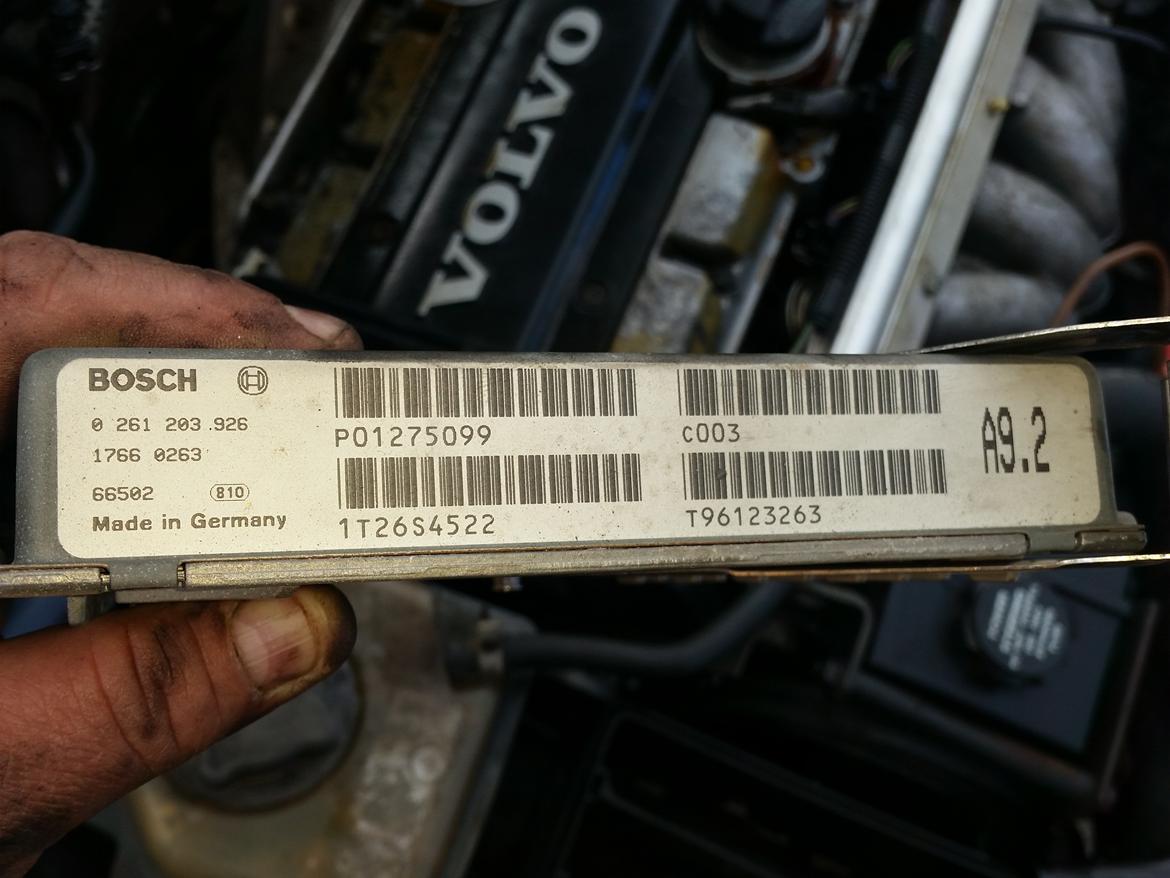 VOLVO
BOSCH
0 261 203.926
1766 0263
66502 810
Made in Germany
P01275099
1T26S4522
C003
T96123263
A9.2